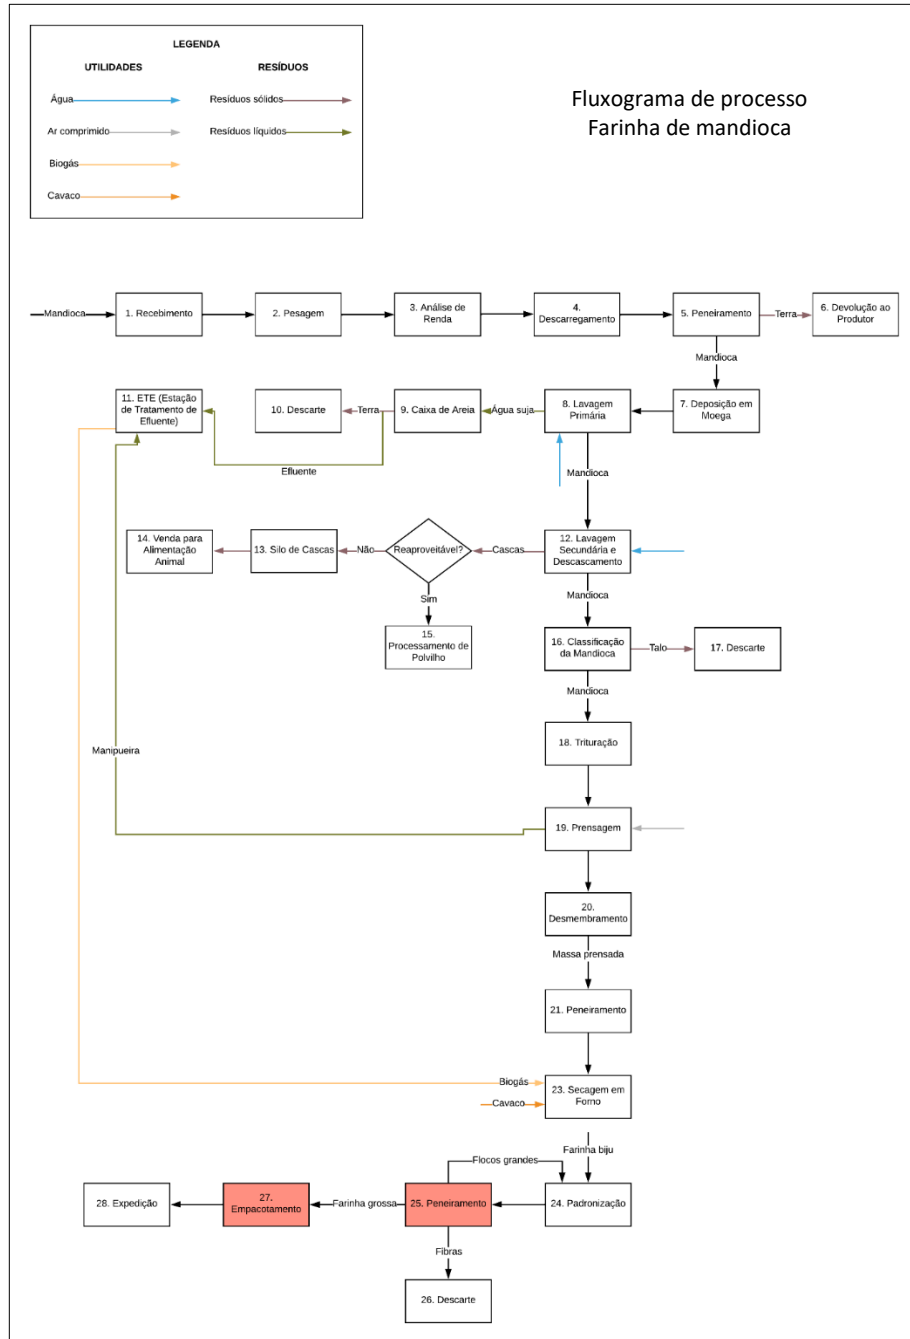 LEGENDA
UTILIDADES
RESÍDUOS
Água
Resíduos sólidos
Ar comprimido
Resíduos líquidos
Biogás
Cavaco
Fluxograma de processo
Farinha de mandioca
Mandioca
1. Recebimento
2. Pesagem
3. Análise de
Renda
4.
Descarregamento
5. Peneiramento
Terra
6. Devolução ao
Produtor
Mandioca
7. Deposição em
Moega
8. Lavagem
Primária
Água suja
9. Caixa de Areia
Terra
10. Descarte
11. ETE (Estação
de Tratamento de
Efluente)
Efluente
Mandioca
12. Lavagem
Secundária e
Descascamento
Cascas
Reaproveitável?
Não
13. Silo de Cascas
14. Venda para
Alimentação
Animal
Sim
15.
Processamento de
Polvilho
Mandioca
16. Classificação
da Mandioca
Talo
17. Descarte
Mandioca
18. Trituração
Manipueira
19. Prensagem
20.
Desmembramento
Massa prensada
21. Peneiramento
Biogás
Cavaco
23. Secagem em
Forno
Farinha biju
Flocos grandes
24. Padronização
25. Peneiramento
Farinha grossa
27.
Empacotamento
28. Expedição
Fibras
26. Descarte